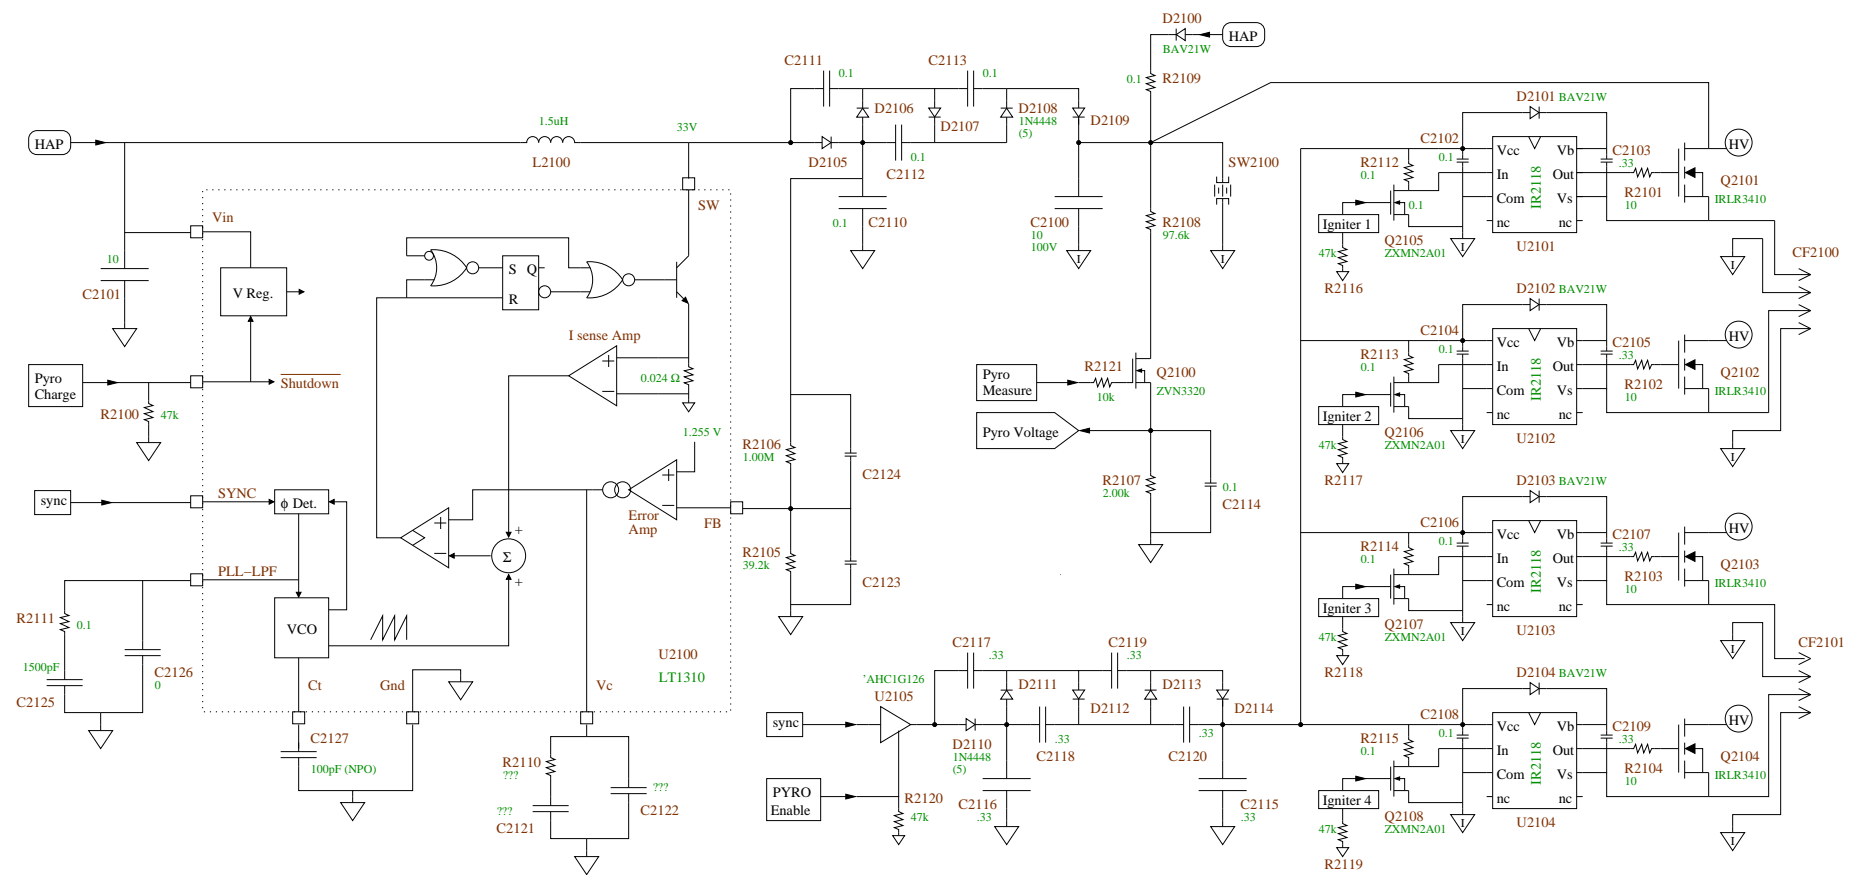 HAP
1.5uH
L2100
33V
Vin
10
C2101
V Reg.
Pyro
Charge
R2100
47k
Shutdown
sync
SYNC
ϕ Det.
PLL−LPF
VCO
R2111
0.1
1500pF
C2125
C2126
0
Ct
Gnd
C2127
100pF (NPO)
S
Q
R
I sense Amp
+
−
0.024 Ω
1.255 V
+
−
Error
Amp
+
−
Σ
+
+
SW
FB
U2100
LT1310
Vc
R2110
???
???
C2121
???
C2122
C2111
0.1
C2113
0.1
D2105
D2106
D2107
D2108
1N4448
(5)
D2109
0.1
C2112
0.1
C2110
R2106
1.00M
C2124
R2105
39.2k
C2123
D2100
BAV21W
HAP
0.1
R2109
C2100
10
100V
R2108
97.6k
SW2100
I
I
Pyro
Measure
R2121
10k
Q2100
ZVN3320
Pyro Voltage
R2107
2.00k
0.1
C2114
sync
'AHC1G126
U2105
PYRO
Enable
R2120
47k
C2117
.33
C2119
.33
D2110
1N4448
(5)
D2111
D2112
D2113
D2114
.33
C2118
.33
C2120
C2116
.33
C2115
.33
D2101 BAV21W
C2102
0.1
R2112
0.1
Igniter 1
0.1
47k
R2116
Q2105
ZXMN2A01
I
Vcc
In
Com
nc
IR2118
Vb
Out
Vs
nc
U2101
C2103
.33
R2101
10
HV
Q2101
IRLR3410
I
CF2100
D2102 BAV21W
C2104
0.1
R2113
0.1
Igniter 2
47k
R2117
Q2106
ZXMN2A01
I
Vcc
In
Com
nc
IR2118
Vb
Out
Vs
nc
U2102
C2105
.33
R2102
10
HV
Q2102
IRLR3410
I
D2103 BAV21W
C2106
0.1
R2114
0.1
Igniter 3
47k
R2118
Q2107
ZXMN2A01
I
Vcc
In
Com
nc
IR2118
Vb
Out
Vs
nc
U2103
C2107
.33
R2103
10
HV
Q2103
IRLR3410
I
CF2101
D2104 BAV21W
C2108
0.1
R2115
0.1
Igniter 4
47k
R2119
Q2108
ZXMN2A01
I
Vcc
In
Com
nc
IR2118
Vb
Out
Vs
nc
U2104
C2109
.33
R2104
10
HV
Q2104
IRLR3410
I